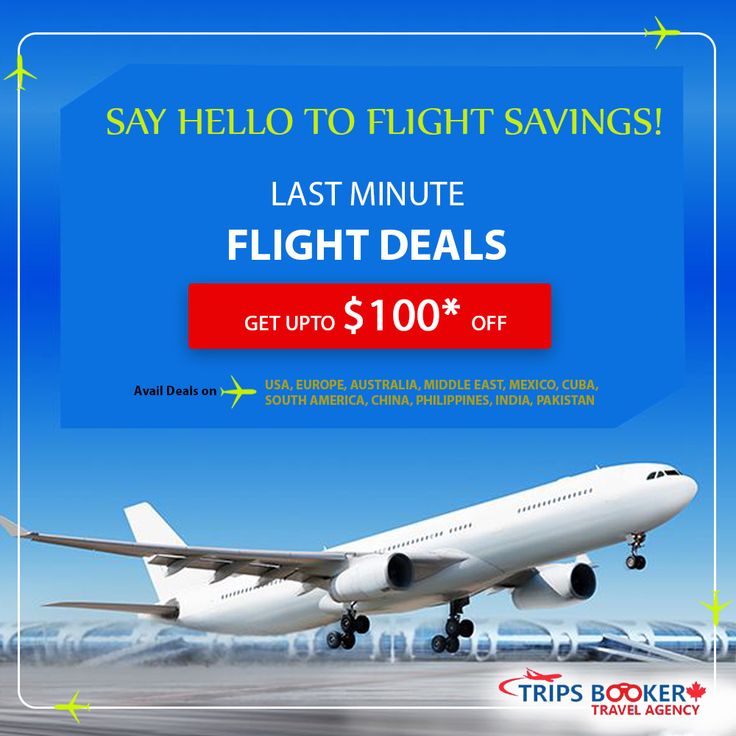 SAY HELLO TO FLIGHT SAVINGS!
LAST MINUTE
FLIGHT DEALS
GET UPTO $100* OFF
Avail Deals on USA, EUROPE, AUSTRALIA, MIDDLE EAST, MEXICO, CUBA,
SOUTH AMERICA, CHINA, PHILIPPINES, INDIA, PAKISTAN
TRIPS BOOKER
TRAVEL AGENCY